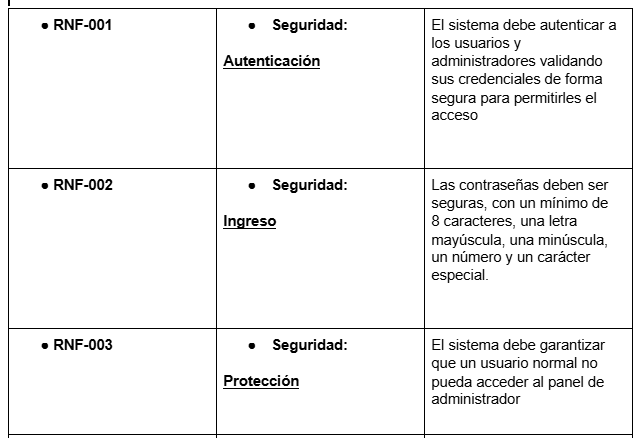 ● RNF-001
● Seguridad:
Autenticación
El sistema debe autenticar a
los usuarios y
administradores validando
sus credenciales de forma
segura para permitirles el
acceso
● RNF-002
● Seguridad:
Ingreso
Las contraseñas deben ser
seguras, con un mínimo de
8 caracteres, una letra
mayúscula, una minúscula,
un número y un carácter
especial.
● RNF-003
● Seguridad:
Protección
El sistema debe garantizar
que un usuario normal no
pueda acceder al panel de
administrador